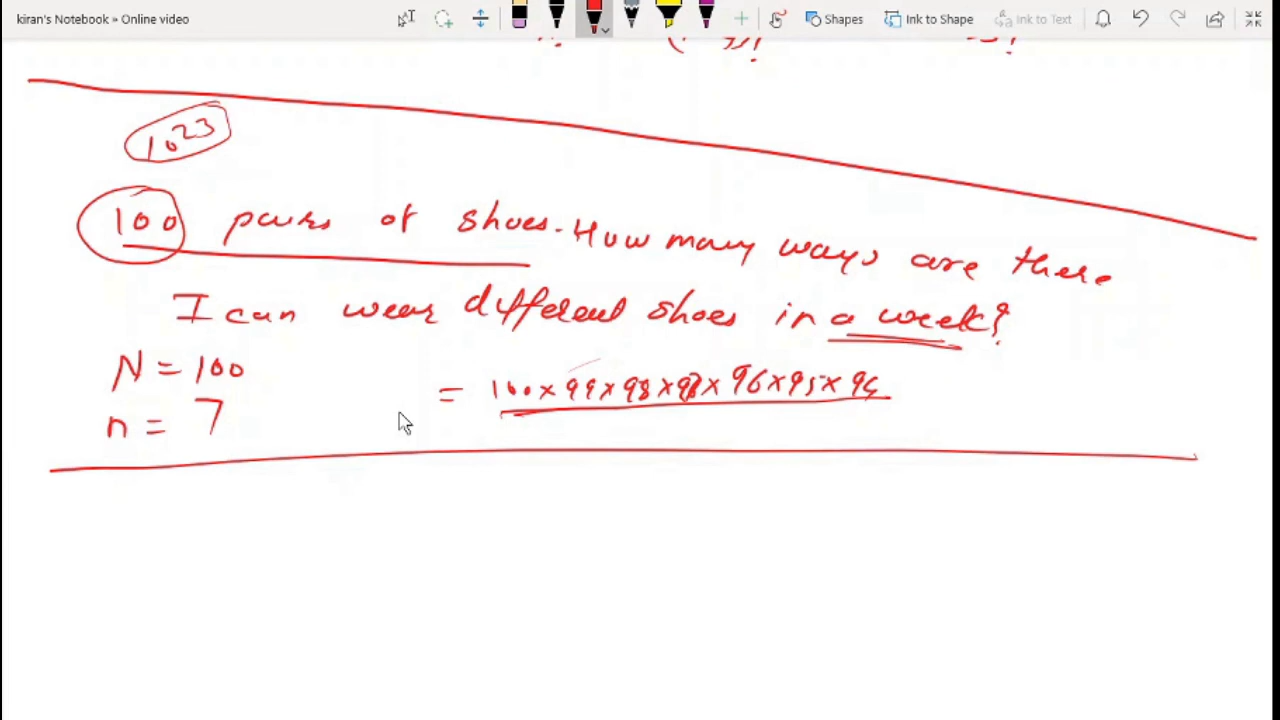 kiran's Notebook » Online video
Shapes
Ink to Shape
Ink to Text
10²³
100 pairs of shoes. How many ways are there
I can wear different shoes in a week?
N = 100
= 100 × 99 × 98 × 97 × 96 × 95 × 94
n = 7